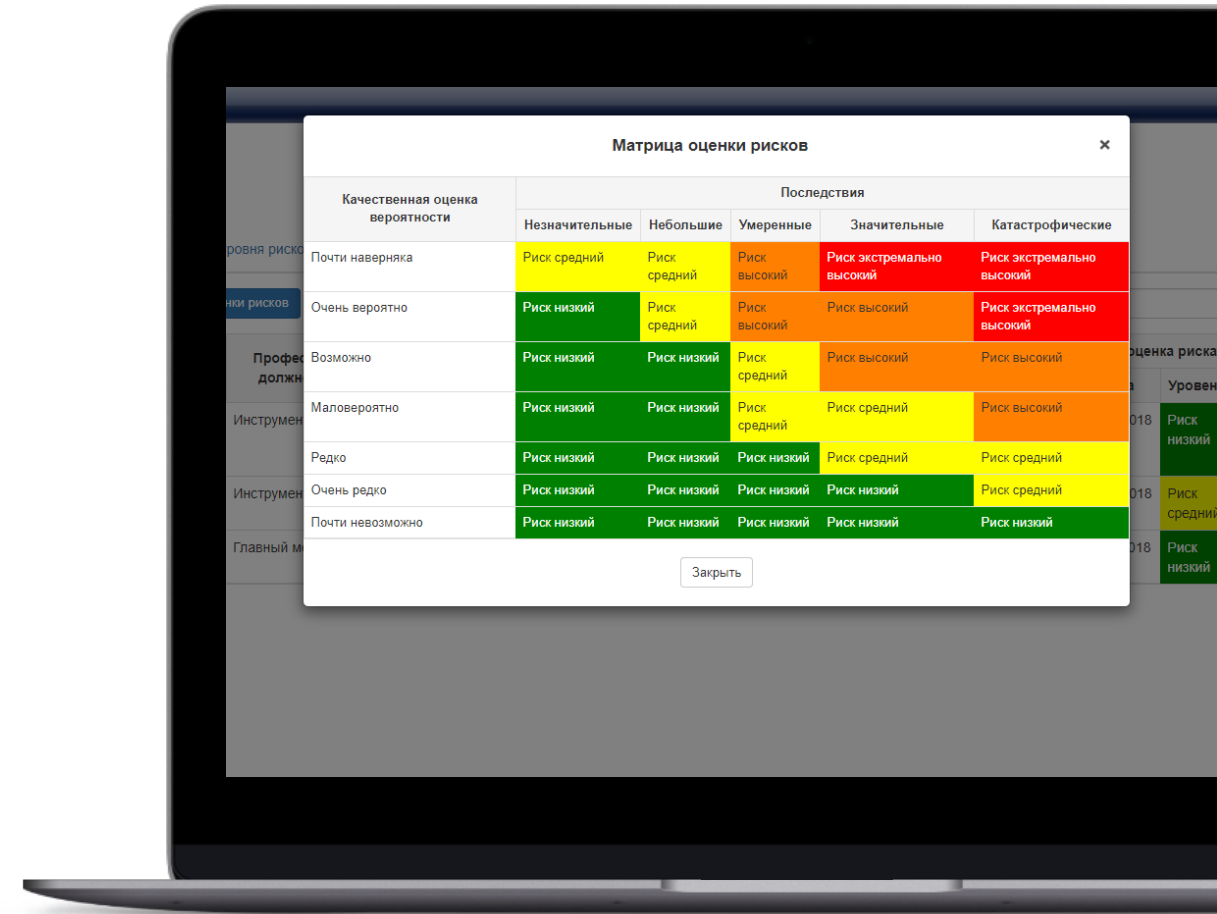 Матрица оценки рисков ×
Качественная оценка вероятности
Последствия
Незначительные Небольшие Умеренные Значительные Катастрофические
Почти наверняка Риск средний Риск средний Риск высокий Риск экстремально высокий Риск экстремально высокий
Очень вероятно Риск низкий Риск средний Риск высокий Риск высокий Риск экстремально высокий
Возможно Риск низкий Риск низкий Риск средний Риск высокий Риск высокий
Маловероятно Риск низкий Риск низкий Риск средний Риск средний Риск высокий
Редко Риск низкий Риск низкий Риск низкий Риск средний Риск средний
Очень редко Риск низкий Риск низкий Риск низкий Риск низкий Риск средний
Почти невозможно Риск низкий Риск низкий Риск низкий Риск низкий Риск низкий
Закрыть
ровня риско
нки рисков
Профес
должн
Инструмен
Инструмен
Главный м
оценка риска
Уровен
018 Риск низкий
018 Риск средний
018 Риск низкий